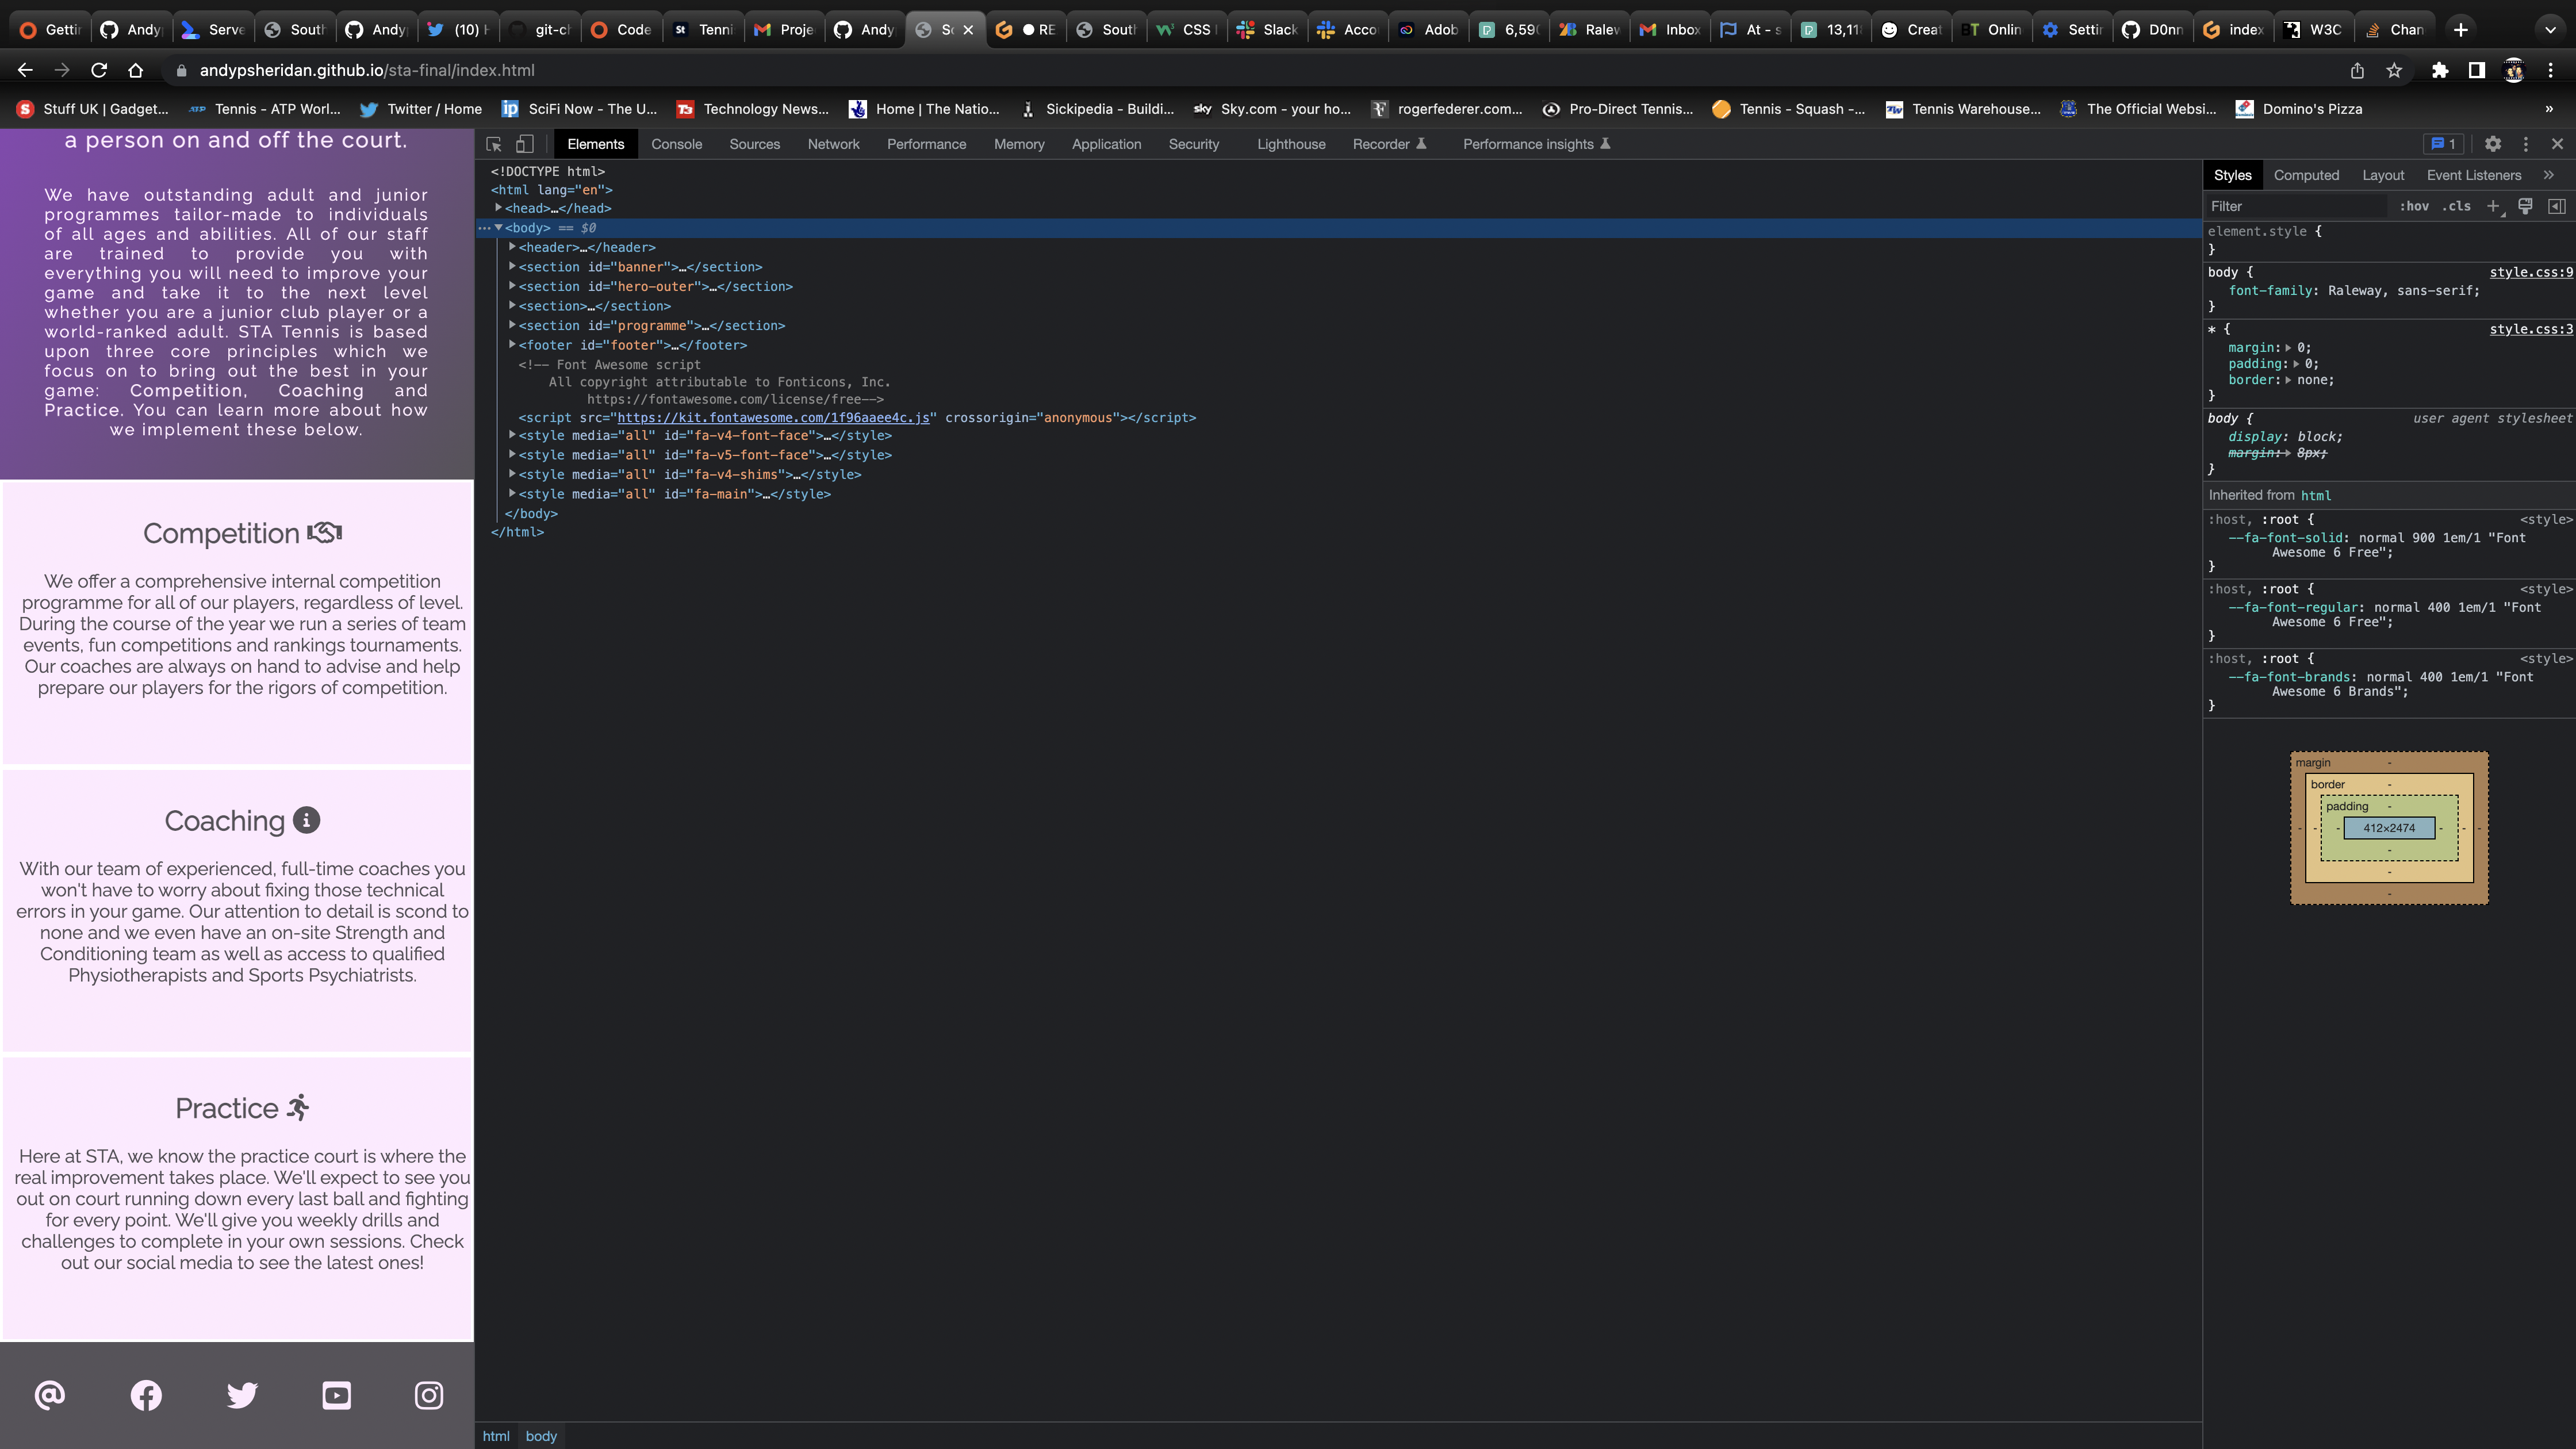 Gettin Andy Serve South Andy (10) H git-ch Code Tennis Proje Andy So RE South CSS Slack Acco Adob 6,590 Ralew Inbox At - s 13,11 Creat Onlin Settin D0nn index W3C Chan
andypsheridan.github.io/sta-final/index.html
Stuff UK | Gadget... Tennis - ATP Worl... Twitter / Home SciFi Now - The U... Technology News... Home | The Natio... Sickipedia - Buildi... Sky.com - your ho... rogerfederer.com... Pro-Direct Tennis... Tennis - Squash -... Tennis Warehouse... The Official Websi... Domino's Pizza »
a person on and off the court.
We have outstanding adult and junior
programmes tailor-made to individuals
of all ages and abilities. All of our staff
are trained to provide you with
everything you will need to improve your
game and take it to the next level
whether you are a junior club player or a
world-ranked adult. STA Tennis is based
upon three core principles which we
focus on to bring out the best in your
game: Competition, Coaching and
Practice. You can learn more about how
we implement these below.
Competition
We offer a comprehensive internal competition
programme for all of our players, regardless of level.
During the course of the year we run a series of team
events, fun competitions and rankings tournaments.
Our coaches are always on hand to advise and help
prepare our players for the rigors of competition.
Coaching
With our team of experienced, full-time coaches you
won't have to worry about fixing those technical
errors in your game. Our attention to detail is scond to
none and we even have an on-site Strength and
Conditioning team as well as access to qualified
Physiotherapists and Sports Psychiatrists.
Practice
Here at STA, we know the practice court is where the
real improvement takes place. We'll expect to see you
out on court running down every last ball and fighting
for every point. We'll give you weekly drills and
challenges to complete in your own sessions. Check
out our social media to see the latest ones!
Elements Console Sources Network Performance Memory Application Security Lighthouse Recorder Performance insights 1
<!DOCTYPE html>
<html lang="en">
<head>…</head>
<body> == $0
<header>…</header>
<section id="banner">…</section>
<section id="hero-outer">…</section>
<section>…</section>
<section id="programme">…</section>
<footer id="footer">…</footer>
<!-- Font Awesome script
All copyright attributable to Fonticons, Inc.
https://fontawesome.com/license/free-->
<script src="https://kit.fontawesome.com/1f96aaee4c.js" crossorigin="anonymous"></script>
<style media="all" id="fa-v4-font-face">…</style>
<style media="all" id="fa-v5-font-face">…</style>
<style media="all" id="fa-v4-shims">…</style>
<style media="all" id="fa-main">…</style>
</body>
</html>
html body
Styles Computed Layout Event Listeners »
Filter :hov .cls
element.style {
}
body { style.css:9
font-family: Raleway, sans-serif;
}
* { style.css:3
margin: 0;
padding: 0;
border: none;
}
body { user agent stylesheet
display: block;
margin: 8px;
}
Inherited from html
:host, :root { <style>
--fa-font-solid: normal 900 1em/1 "Font
Awesome 6 Free";
}
:host, :root { <style>
--fa-font-regular: normal 400 1em/1 "Font
Awesome 6 Free";
}
:host, :root { <style>
--fa-font-brands: normal 400 1em/1 "Font
Awesome 6 Brands";
}
margin -
border -
padding -
- - - 412×2474 - - -
-
-
-